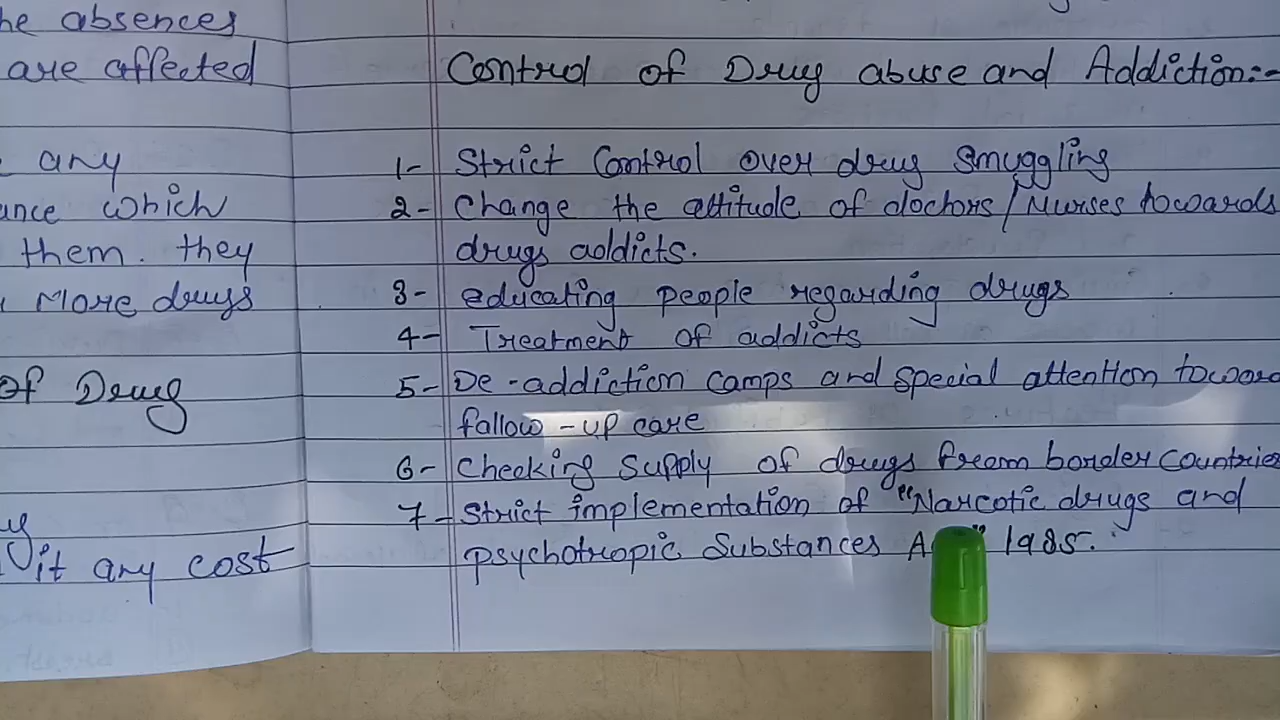 he absences
are affected
any
ance which
them. they
More drugs
of Drug
it any cost
Control of Drug abuse and Addiction:-
1- Strict Control over drug Smuggling
2- Change the attitude of doctors/Nurses towards
drugs addicts.
3- educating people regarding drugs
4- Treatment of addicts
5- De-addiction camps and special attention toward
fallow-up care
6- Checking Supply of drugs from border Countries
7- Strict implementation of "Narcotic drugs and
psychotropic Substances A " 1985.